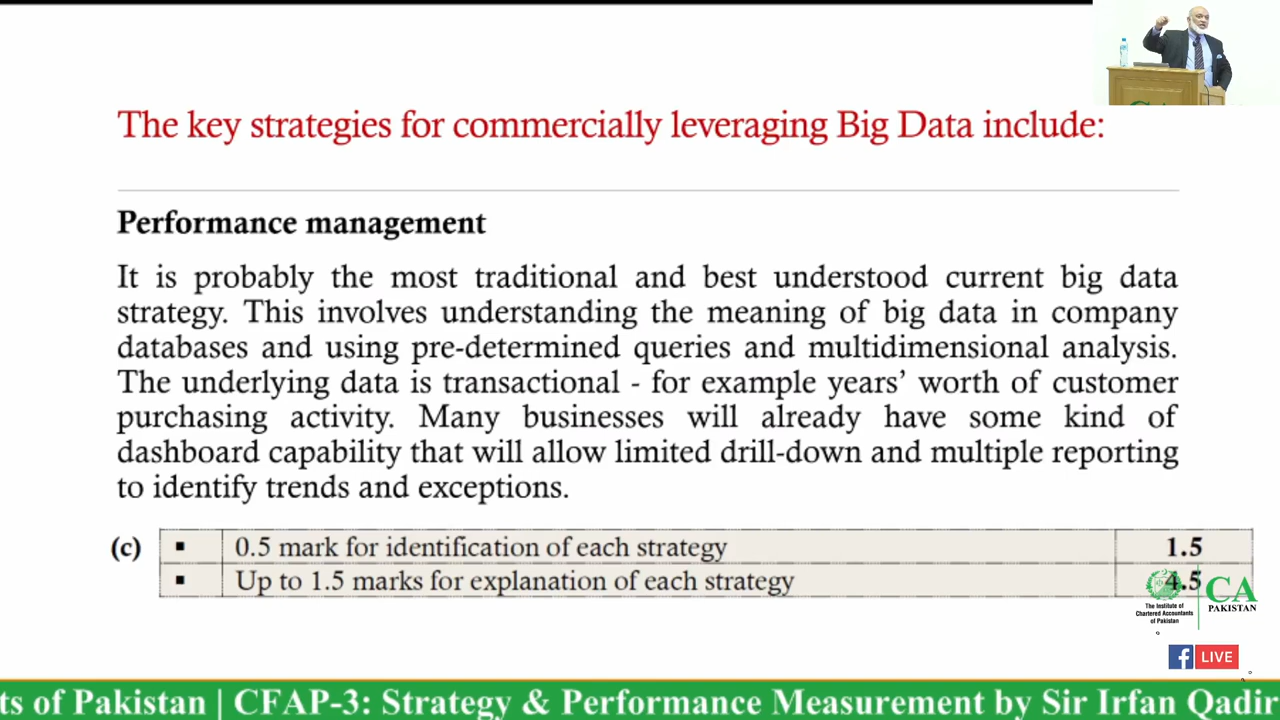 The key strategies for commercially leveraging Big Data include:
Performance management
It is probably the most traditional and best understood current big data
strategy. This involves understanding the meaning of big data in company
databases and using pre-determined queries and multidimensional analysis.
The underlying data is transactional - for example years’ worth of customer
purchasing activity. Many businesses will already have some kind of
dashboard capability that will allow limited drill-down and multiple reporting
to identify trends and exceptions.
(c) ▪ 0.5 mark for identification of each strategy 1.5
▪ Up to 1.5 marks for explanation of each strategy 4.5
The Institute of
Chartered Accountants
of Pakistan
CA
PAKISTAN
f LIVE
ts of Pakistan | CFAP-3: Strategy & Performance Measurement by Sir Irfan Qadir